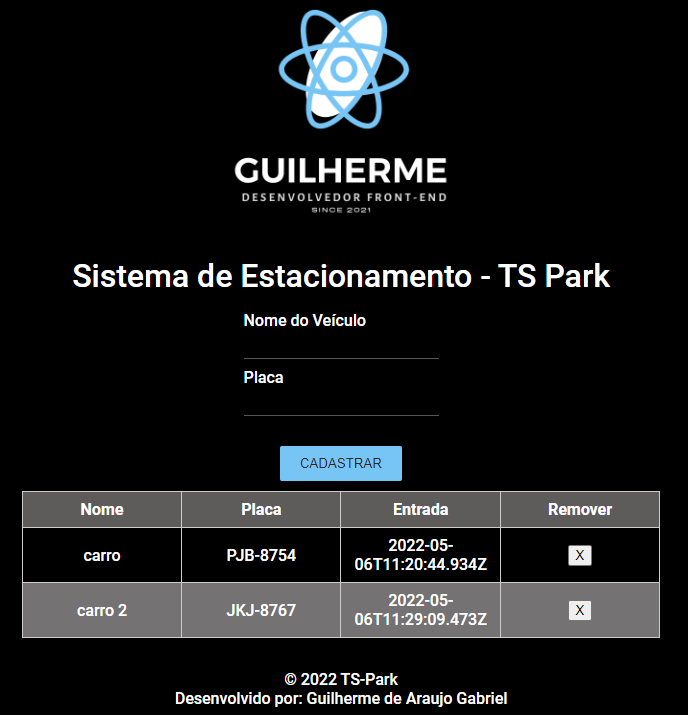 GUILHERME
DESENVOLVEDOR FRONT-END
SINCE 2021
Sistema de Estacionamento - TS Park
Nome do Veículo
Placa
CADASTRAR
Nome Placa Entrada Remover
carro PJB-8754 2022-05-
06T11:20:44.934Z X
carro 2 JKJ-8767 2022-05-
06T11:29:09.473Z X
© 2022 TS-Park
Desenvolvido por: Guilherme de Araujo Gabriel